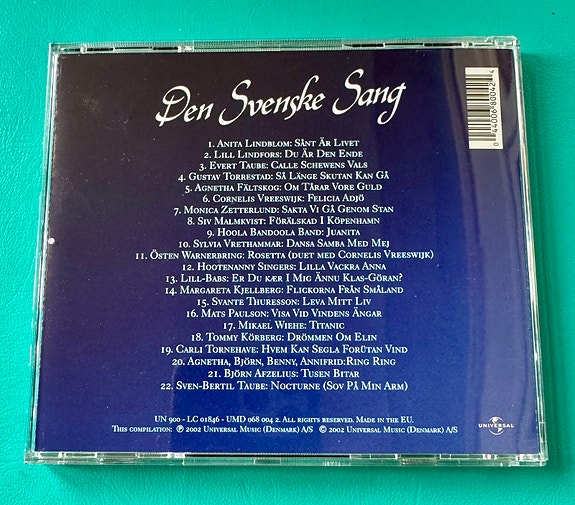 Den Svenske Sang
1. Anita Lindblom: Sånt Är Livet
2. Lill Lindfors: Du Är Den Ende
3. Evert Taube: Calle Schewens Vals
4. Gustav Torrestad: Så Länge Skutan Kan Gå
5. Agnetha Fältskog: Om Tårar Vore Guld
6. Cornelis Vreeswijk: Felicia Adjö
7. Monica Zetterlund: Sakta Vi Gå Genom Stan
8. Siv Malmkvist: Förälskad I Köpenhamn
9. Hoola Bandoola Band: Juanita
10. Sylvia Vrethammar: Dansa Samba Med Mej
11. Östen Warnerbring: Rosetta (duet med Cornelis Vreeswijk)
12. Hootenanny Singers: Lilla Vackra Anna
13. Lill-Babs: Er Du kær I Mig Ännu Klas-Göran?
14. Margareta Kjellberg: Flickorna Från Småland
15. Svante Thuresson: Leva Mitt Liv
16. Mats Paulson: Visa Vid Vindens Ängar
17. Mikael Wiehe: Titanic
18. Tommy Körberg: Drömmen Om Elin
19. Carli Tornehave: Hvem Kan Segla Forütan Vind
20. Agnetha, Björn, Benny, Annifrid:Ring Ring
21. Björn Afzelius: Tusen Bitar
22. Sven-Bertil Taube: Nocturne (Sov På Min Arm)
UN 900 - LC 01846 - UMD 068 004 2. All rights reserved. Made in the EU.
This compilation: ℗ 2002 Universal Music (Denmark) A/S © 2002 Universal Music (Denmark) A/S
UNIVERSAL
0 44006 80042 4